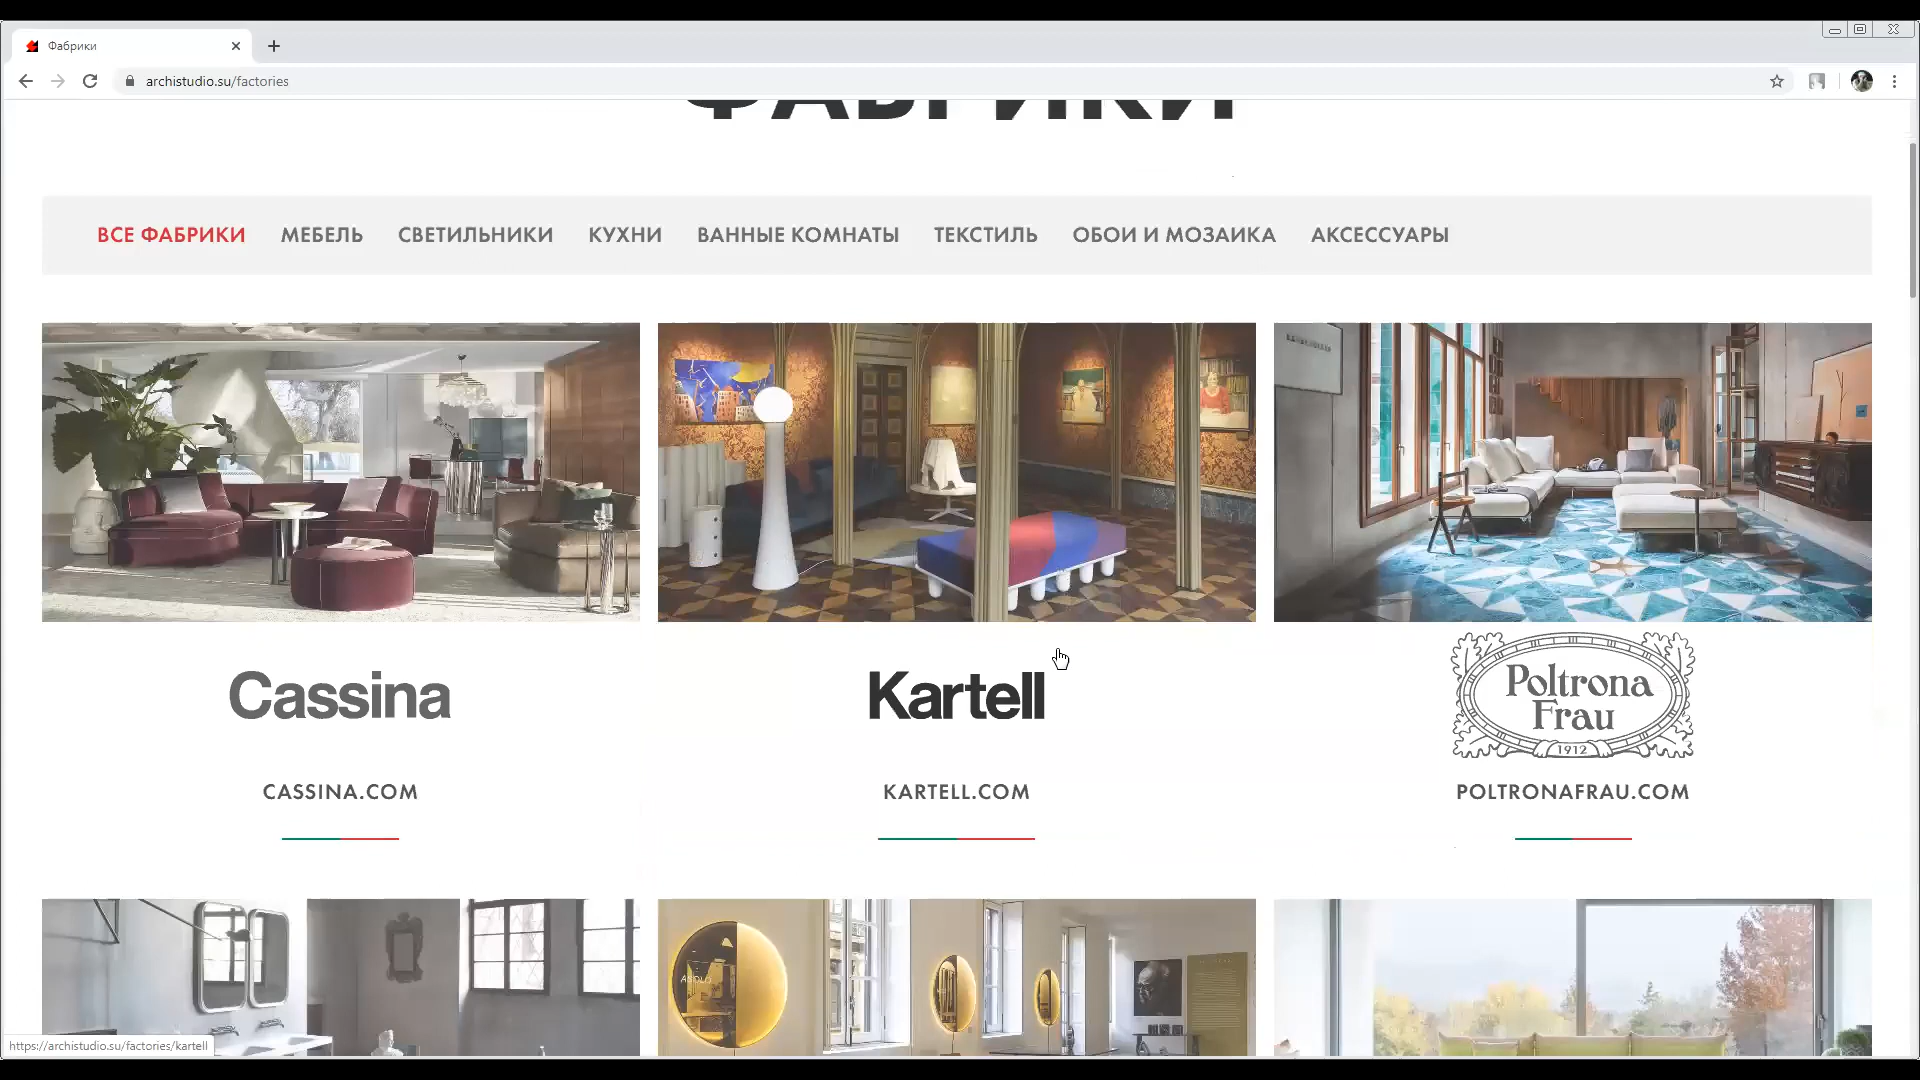 Фабрики
archistudio.su/factories
ФАБРИКИ
ВСЕ ФАБРИКИ МЕБЕЛЬ СВЕТИЛЬНИКИ КУХНИ ВАННЫЕ КОМНАТЫ ТЕКСТИЛЬ ОБОИ И МОЗАИКА АКСЕССУАРЫ
Cassina
Kartell
Poltrona
Frau
1912
CASSINA.COM
KARTELL.COM
POLTRONAFRAU.COM
https://archistudio.su/factories/kartell